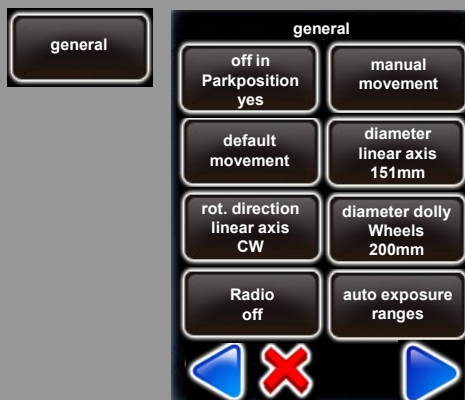 general
general
off in
Parkposition
yes
manual
movement
default
movement
diameter
linear axis
151mm
rot. direction
linear axis
CW
diameter dolly
Wheels
200mm
Radio
off
auto exposure
ranges